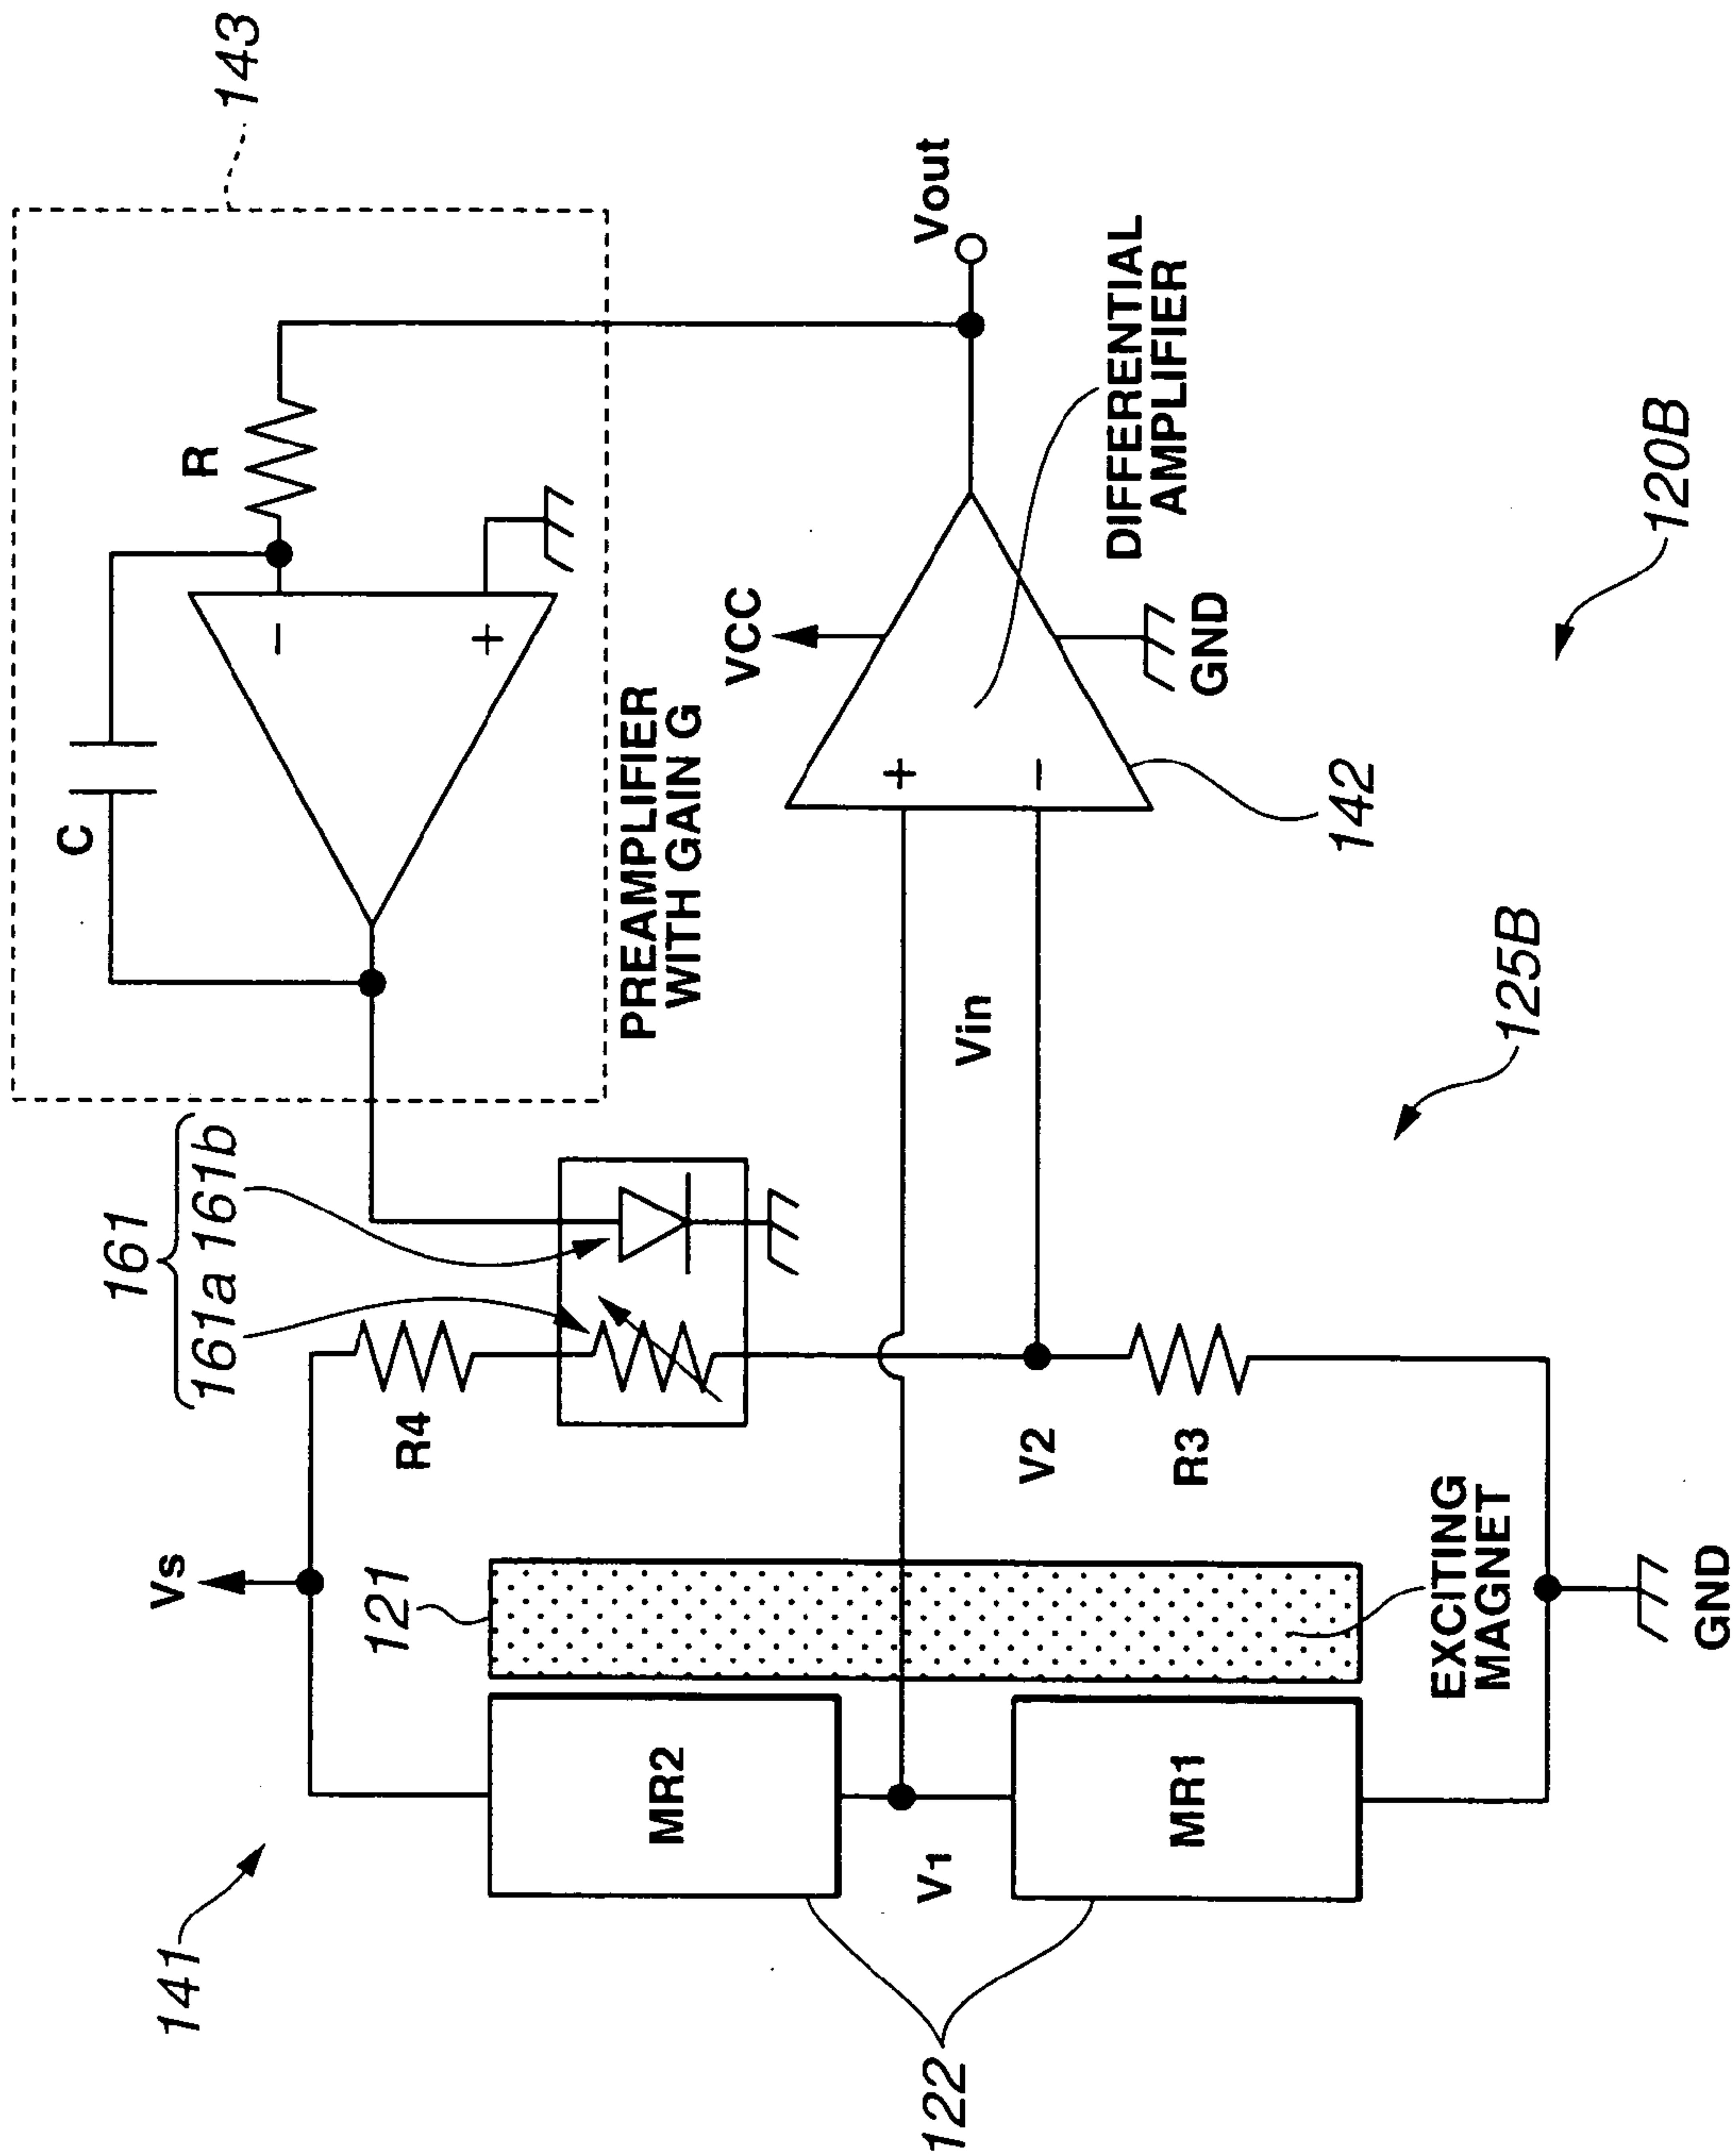 143
C
R
PREAMPLIFIER
WITH GAIN G
VCC
+
−
GND
DIFFERENTIAL
AMPLIFIER
Vout
142
−
+
161
161a 161b
R4
Vs
121
141
MR2
V1
MR1
122
V2
R3
Vin
EXCITING
MAGNET
GND
125B
120B